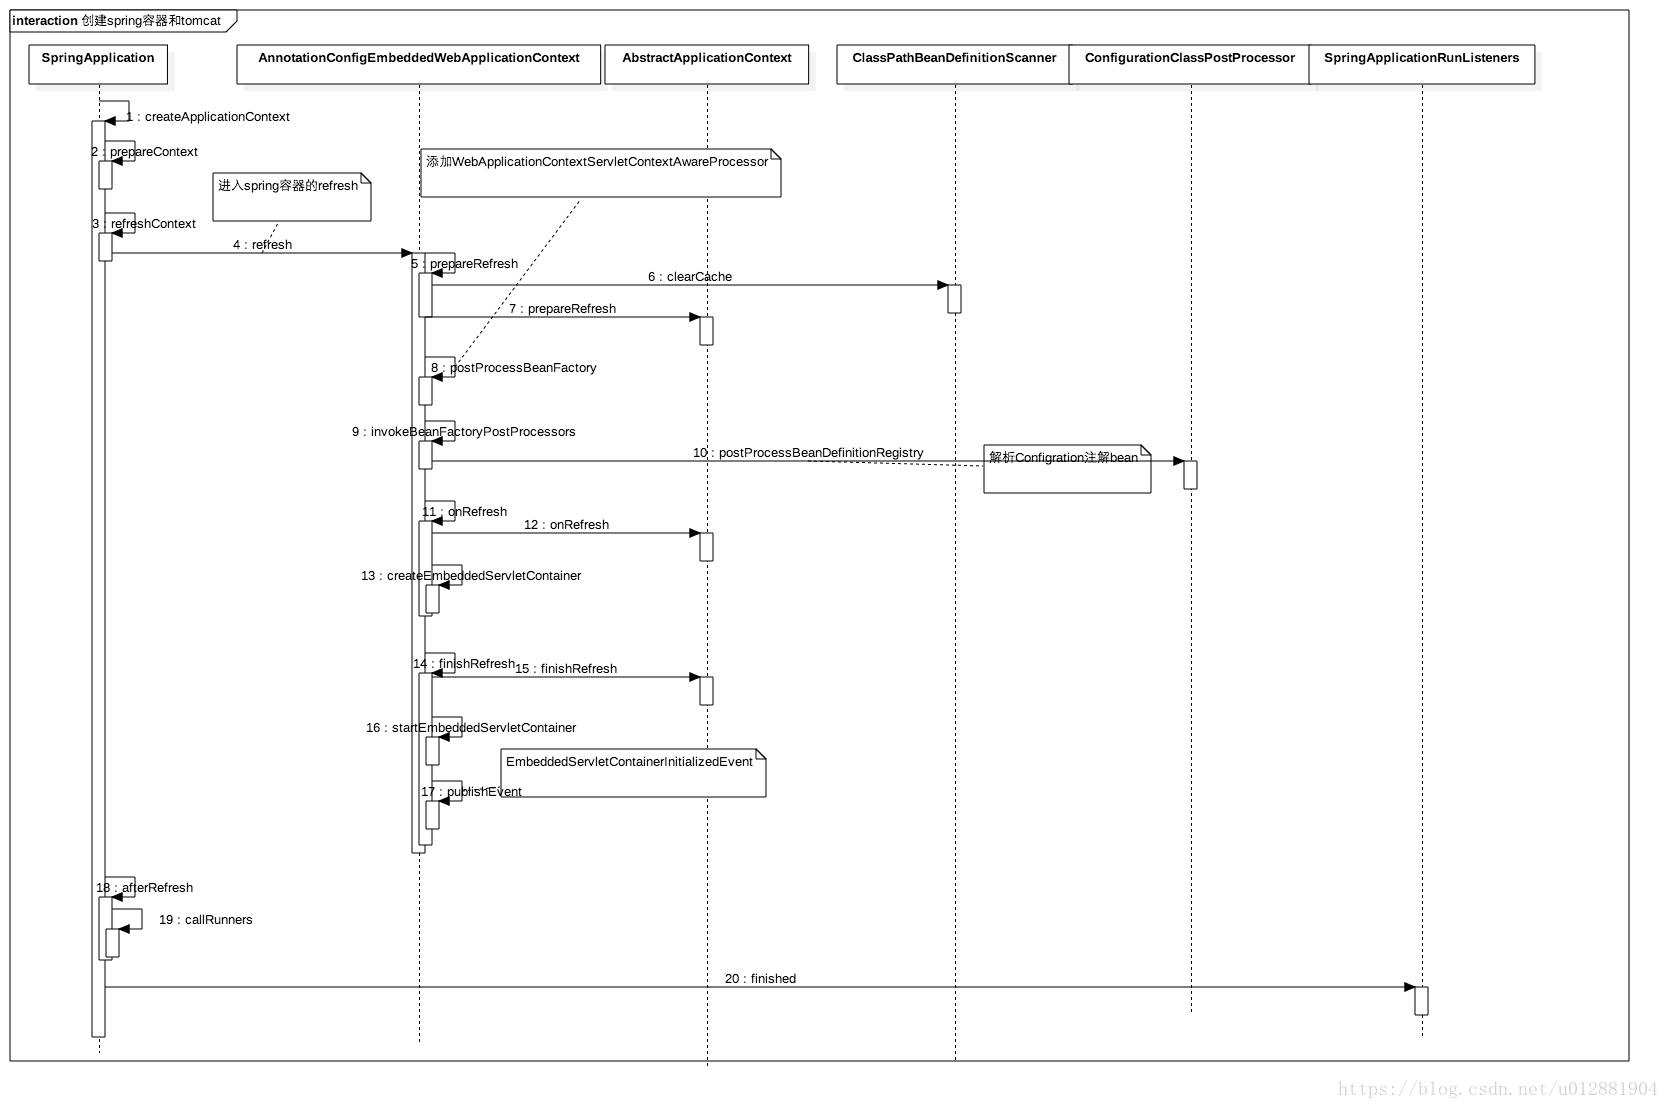 interaction 创建spring容器和tomcat
SpringApplication
AnnotationConfigEmbeddedWebApplicationContext
AbstractApplicationContext
ClassPathBeanDefinitionScanner
ConfigurationClassPostProcessor
SpringApplicationRunListeners
1 : createApplicationContext
2 : prepareContext
添加WebApplicationContextServletContextAwareProcessor
进入spring容器的refresh
3 : refreshContext
4 : refresh
5 : prepareRefresh
6 : clearCache
7 : prepareRefresh
8 : postProcessBeanFactory
9 : invokeBeanFactoryPostProcessors
10 : postProcessBeanDefinitionRegistry
解析Configration注解bean
11 : onRefresh
12 : onRefresh
13 : createEmbeddedServletContainer
14 : finishRefresh
15 : finishRefresh
16 : startEmbeddedServletContainer
EmbeddedServletContainerInitializedEvent
17 : publishEvent
18 : afterRefresh
19 : callRunners
20 : finished
https://blog.csdn.net/u012881904